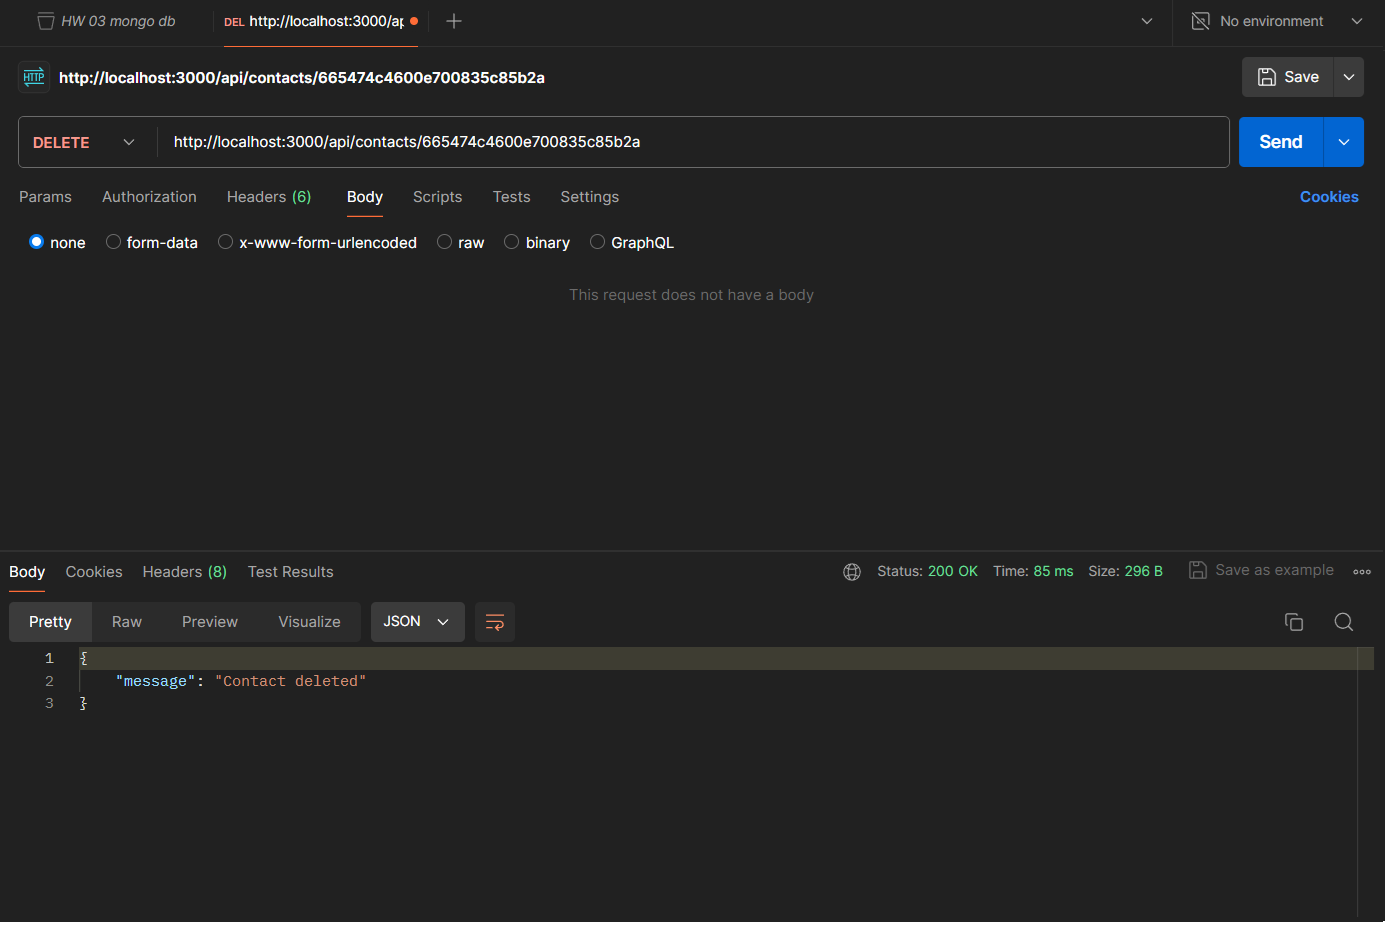 HW 03 mongo db
DEL http://localhost:3000/ap
No environment
HTTP http://localhost:3000/api/contacts/665474c4600e700835c85b2a
Save
DELETE http://localhost:3000/api/contacts/665474c4600e700835c85b2a
Send
Params Authorization Headers (6) Body Scripts Tests Settings Cookies
none form-data x-www-form-urlencoded raw binary GraphQL
This request does not have a body
Body Cookies Headers (8) Test Results Status: 200 OK Time: 85 ms Size: 296 B Save as example
Pretty Raw Preview Visualize JSON
1 {
2 "message": "Contact deleted"
3 }